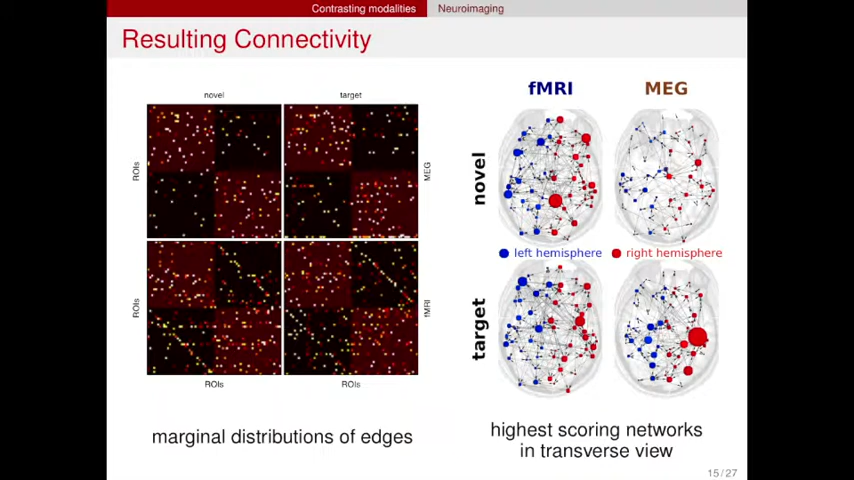 Contrasting modalities
Neuroimaging
Resulting Connectivity
novel
target
ROIs
MEG
ROIs
fMRI
ROIs
ROIs
marginal distributions of edges
fMRI
MEG
novel
left hemisphere
right hemisphere
target
highest scoring networks
in transverse view
15 / 27